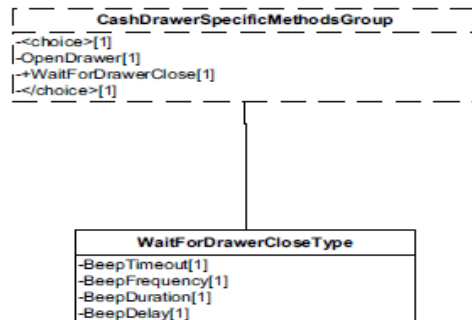 CashDrawerSpecificMethodsGroup
-<choice>[1]
-OpenDrawer[1]
-+WaitForDrawerClose[1]
-</choice>[1]
WaitForDrawerCloseType
-BeepTimeout[1]
-BeepFrequency[1]
-BeepDuration[1]
-BeepDelay[1]